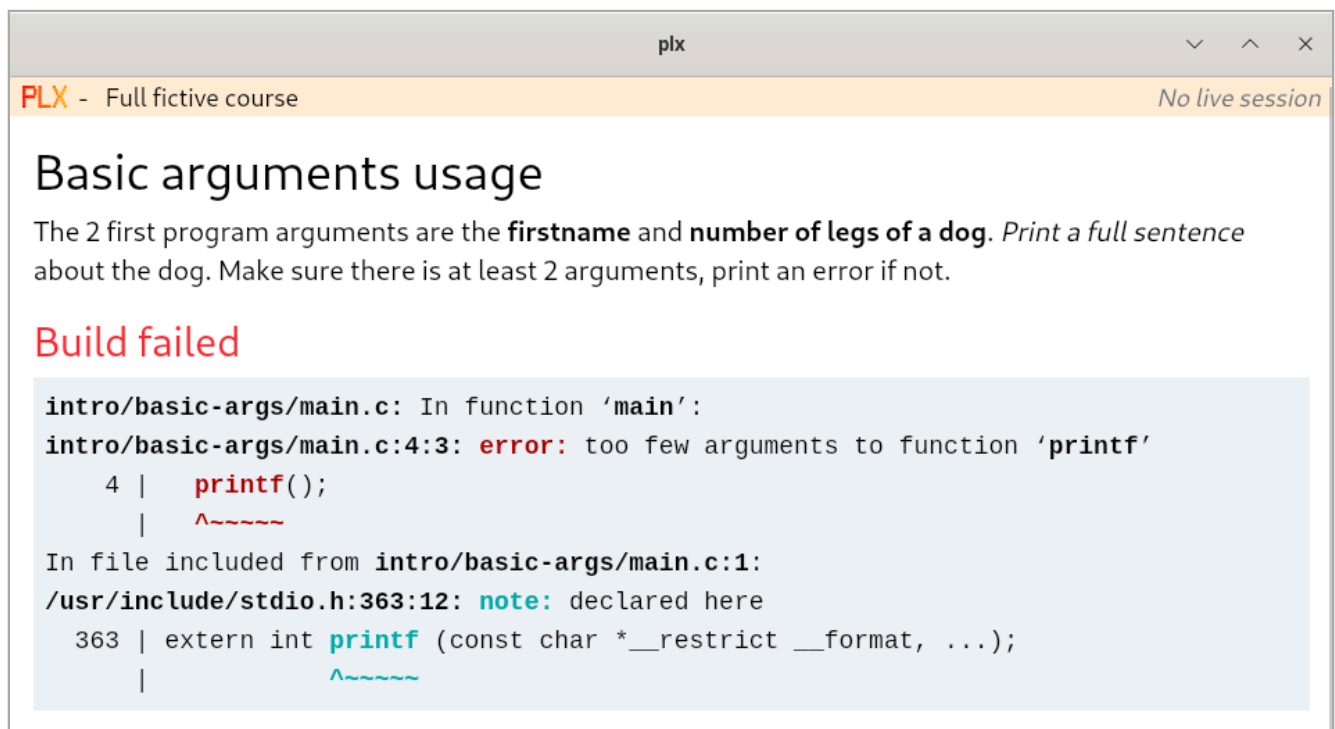 plx
PLX - Full fictive course No live session
Basic arguments usage
The 2 first program arguments are the firstname and number of legs of a dog. Print a full sentence
about the dog. Make sure there is at least 2 arguments, print an error if not.
Build failed
intro/basic-args/main.c: In function ‘main’:
intro/basic-args/main.c:4:3: error: too few arguments to function ‘printf’
    4 |   printf();
      |   ^~~~~~
In file included from intro/basic-args/main.c:1:
/usr/include/stdio.h:363:12: note: declared here
  363 | extern int printf (const char *__restrict __format, ...);
      |            ^~~~~~